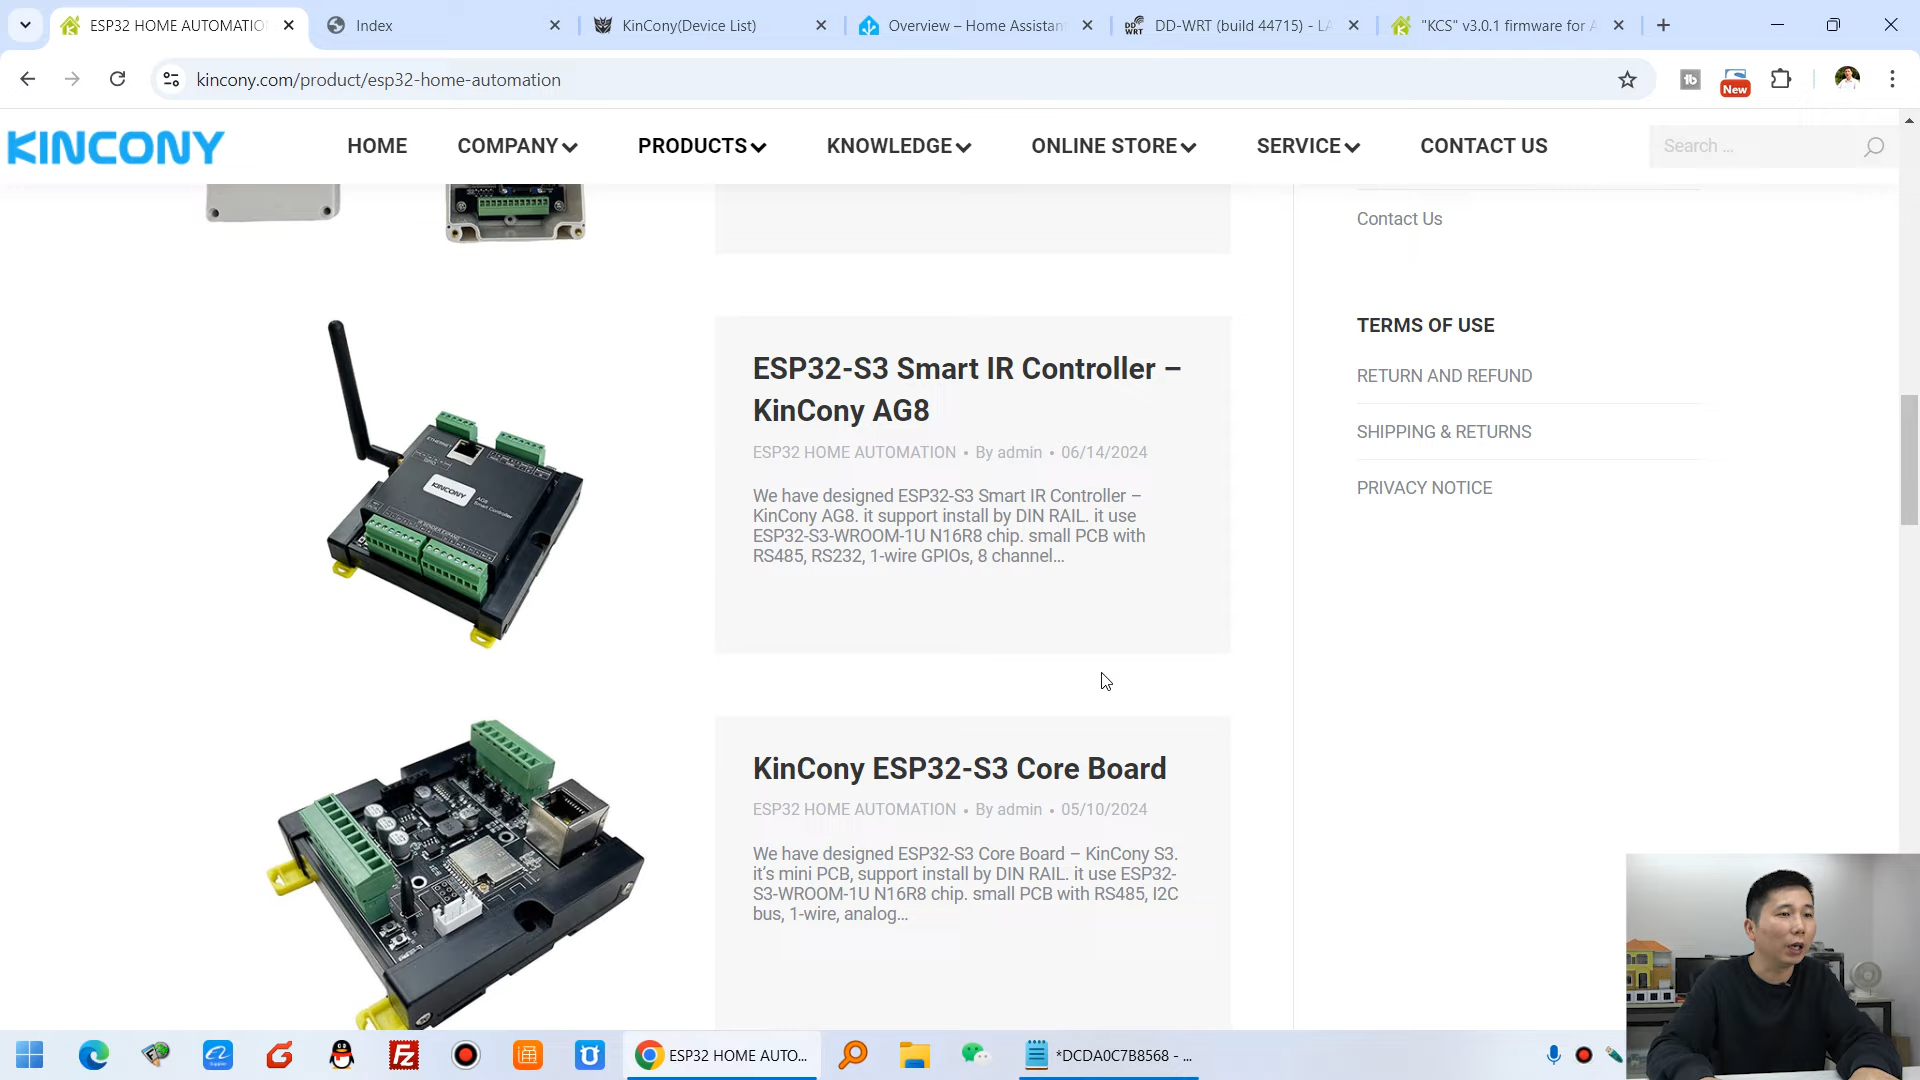 ESP32 HOME AUTOMATIO
Index
KinCony(Device List)
Overview – Home Assistan
DD-WRT (build 44715) - LA
"KCS" v3.0.1 firmware for A
kincony.com/product/esp32-home-automation
New
KINCONY
HOME
COMPANY
PRODUCTS
KNOWLEDGE
ONLINE STORE
SERVICE
CONTACT US
Search ...
Contact Us
TERMS OF USE
RETURN AND REFUND
SHIPPING & RETURNS
PRIVACY NOTICE
ETHERNET
KINCONY
AG8
Smart Controller
ESP32-S3 Smart IR Controller –
KinCony AG8
ESP32 HOME AUTOMATION • By admin • 06/14/2024
We have designed ESP32-S3 Smart IR Controller –
KinCony AG8. it support install by DIN RAIL. it use
ESP32-S3-WROOM-1U N16R8 chip. small PCB with
RS485, RS232, 1-wire GPIOs, 8 channel...
KinCony ESP32-S3 Core Board
ESP32 HOME AUTOMATION • By admin • 05/10/2024
We have designed ESP32-S3 Core Board – KinCony S3.
it's mini PCB, support install by DIN RAIL. it use ESP32-
S3-WROOM-1U N16R8 chip. small PCB with RS485, I2C
bus, 1-wire, analog...
ESP32 HOME AUTO...
*DCDA0C7B8568 - ...